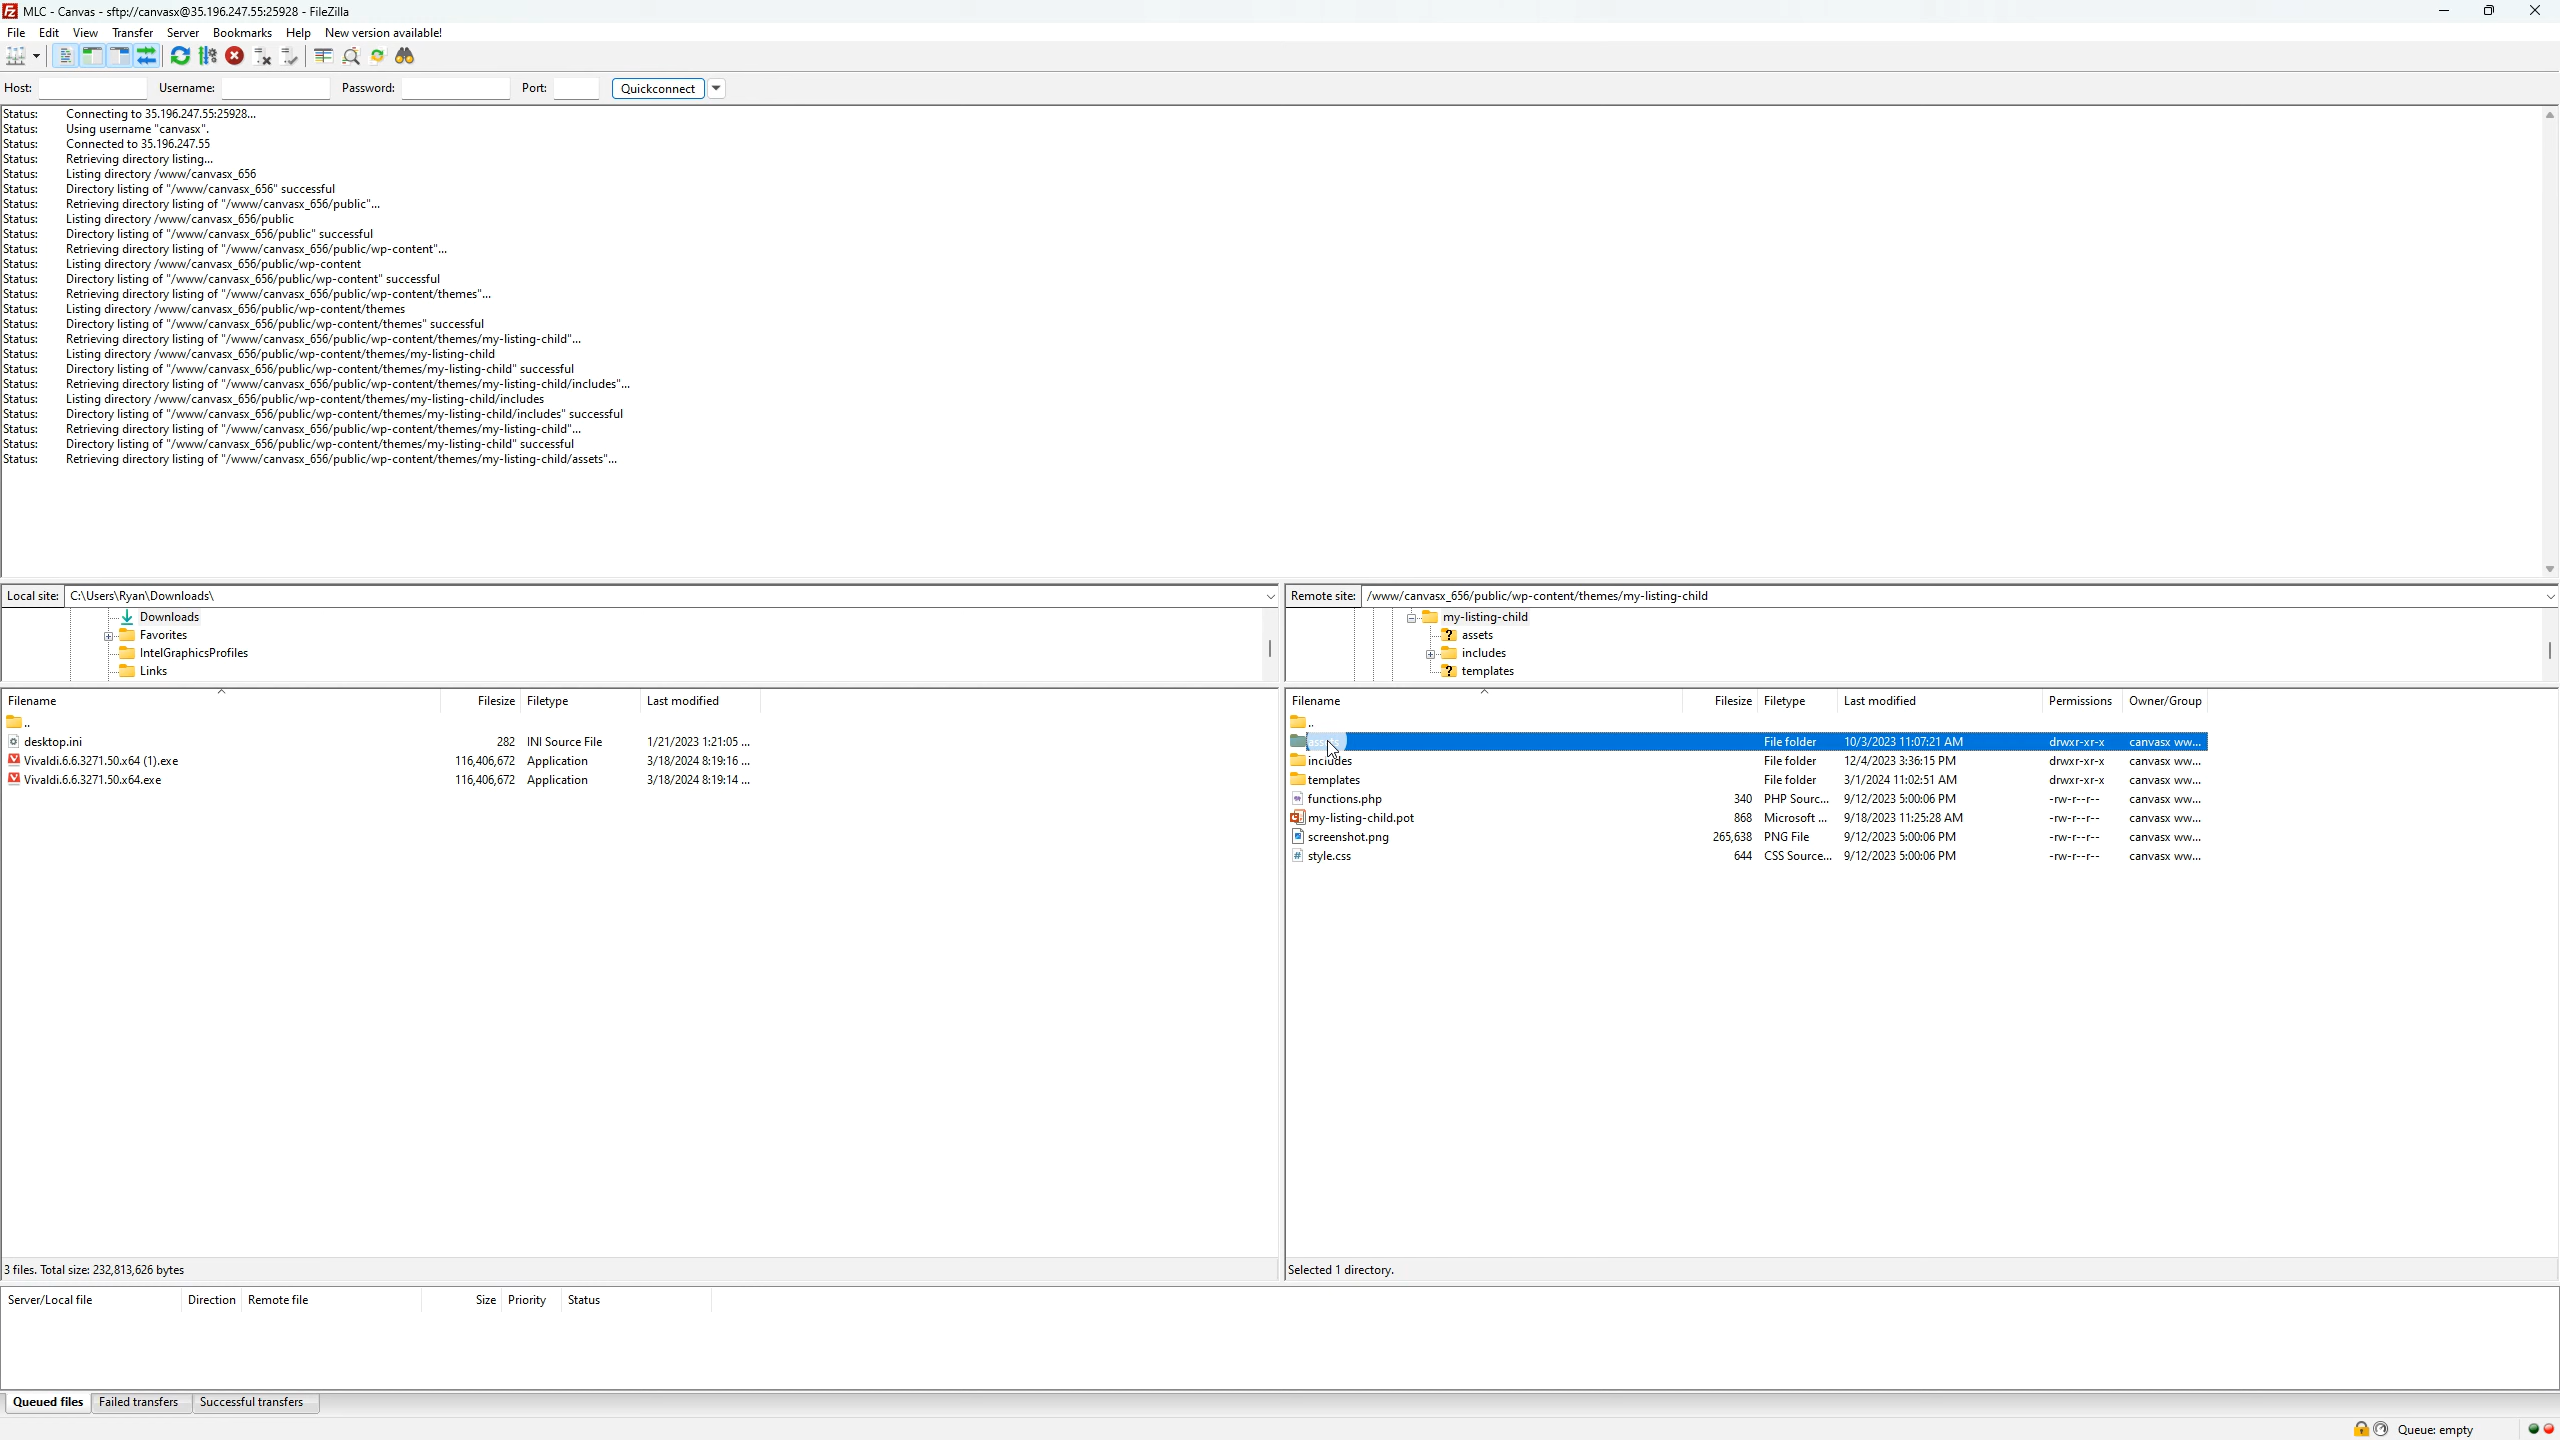 MLC - Canvas - sftp://canvasx@35.196.247.55:25928 - FileZilla
File Edit View Transfer Server Bookmarks Help New version available!
Host: Username: Password: Port: Quickconnect
Status: Connecting to 35.196.247.55:25928...
Status: Using username "canvasx".
Status: Connected to 35.196.247.55
Status: Retrieving directory listing...
Status: Listing directory /www/canvasx_656
Status: Directory listing of "/www/canvasx_656" successful
Status: Retrieving directory listing of "/www/canvasx_656/public"...
Status: Listing directory /www/canvasx_656/public
Status: Directory listing of "/www/canvasx_656/public" successful
Status: Retrieving directory listing of "/www/canvasx_656/public/wp-content"...
Status: Listing directory /www/canvasx_656/public/wp-content
Status: Directory listing of "/www/canvasx_656/public/wp-content" successful
Status: Retrieving directory listing of "/www/canvasx_656/public/wp-content/themes"...
Status: Listing directory /www/canvasx_656/public/wp-content/themes
Status: Directory listing of "/www/canvasx_656/public/wp-content/themes" successful
Status: Retrieving directory listing of "/www/canvasx_656/public/wp-content/themes/my-listing-child"...
Status: Listing directory /www/canvasx_656/public/wp-content/themes/my-listing-child
Status: Directory listing of "/www/canvasx_656/public/wp-content/themes/my-listing-child" successful
Status: Retrieving directory listing of "/www/canvasx_656/public/wp-content/themes/my-listing-child/includes"...
Status: Listing directory /www/canvasx_656/public/wp-content/themes/my-listing-child/includes
Status: Directory listing of "/www/canvasx_656/public/wp-content/themes/my-listing-child/includes" successful
Status: Retrieving directory listing of "/www/canvasx_656/public/wp-content/themes/my-listing-child"...
Status: Directory listing of "/www/canvasx_656/public/wp-content/themes/my-listing-child" successful
Status: Retrieving directory listing of "/www/canvasx_656/public/wp-content/themes/my-listing-child/assets"...
Local site: C:\Users\Ryan\Downloads\
Downloads
Favorites
IntelGraphicsProfiles
Links
Filename Filesize Filetype Last modified
..
desktop.ini 282 INI Source File 1/21/2023 1:21:05 ...
Vivaldi.6.6.3271.50.x64 (1).exe 116,406,672 Application 3/18/2024 8:19:16 ...
Vivaldi.6.6.3271.50.x64.exe 116,406,672 Application 3/18/2024 8:19:14 ...
3 files. Total size: 232,813,626 bytes
Remote site: /www/canvasx_656/public/wp-content/themes/my-listing-child
my-listing-child
assets
includes
templates
Filename Filesize Filetype Last modified Permissions Owner/Group
..
assets File folder 10/3/2023 11:07:21 AM drwxr-xr-x canvasx ww...
includes File folder 12/4/2023 3:36:15 PM drwxr-xr-x canvasx ww...
templates File folder 3/1/2024 11:02:51 AM drwxr-xr-x canvasx ww...
functions.php 340 PHP Sourc... 9/12/2023 5:00:06 PM -rw-r--r-- canvasx ww...
my-listing-child.pot 868 Microsoft ... 9/18/2023 11:25:28 AM -rw-r--r-- canvasx ww...
screenshot.png 265,638 PNG File 9/12/2023 5:00:06 PM -rw-r--r-- canvasx ww...
style.css 644 CSS Source... 9/12/2023 5:00:06 PM -rw-r--r-- canvasx ww...
Selected 1 directory.
Server/Local file Direction Remote file Size Priority Status
Queued files Failed transfers Successful transfers
Queue: empty